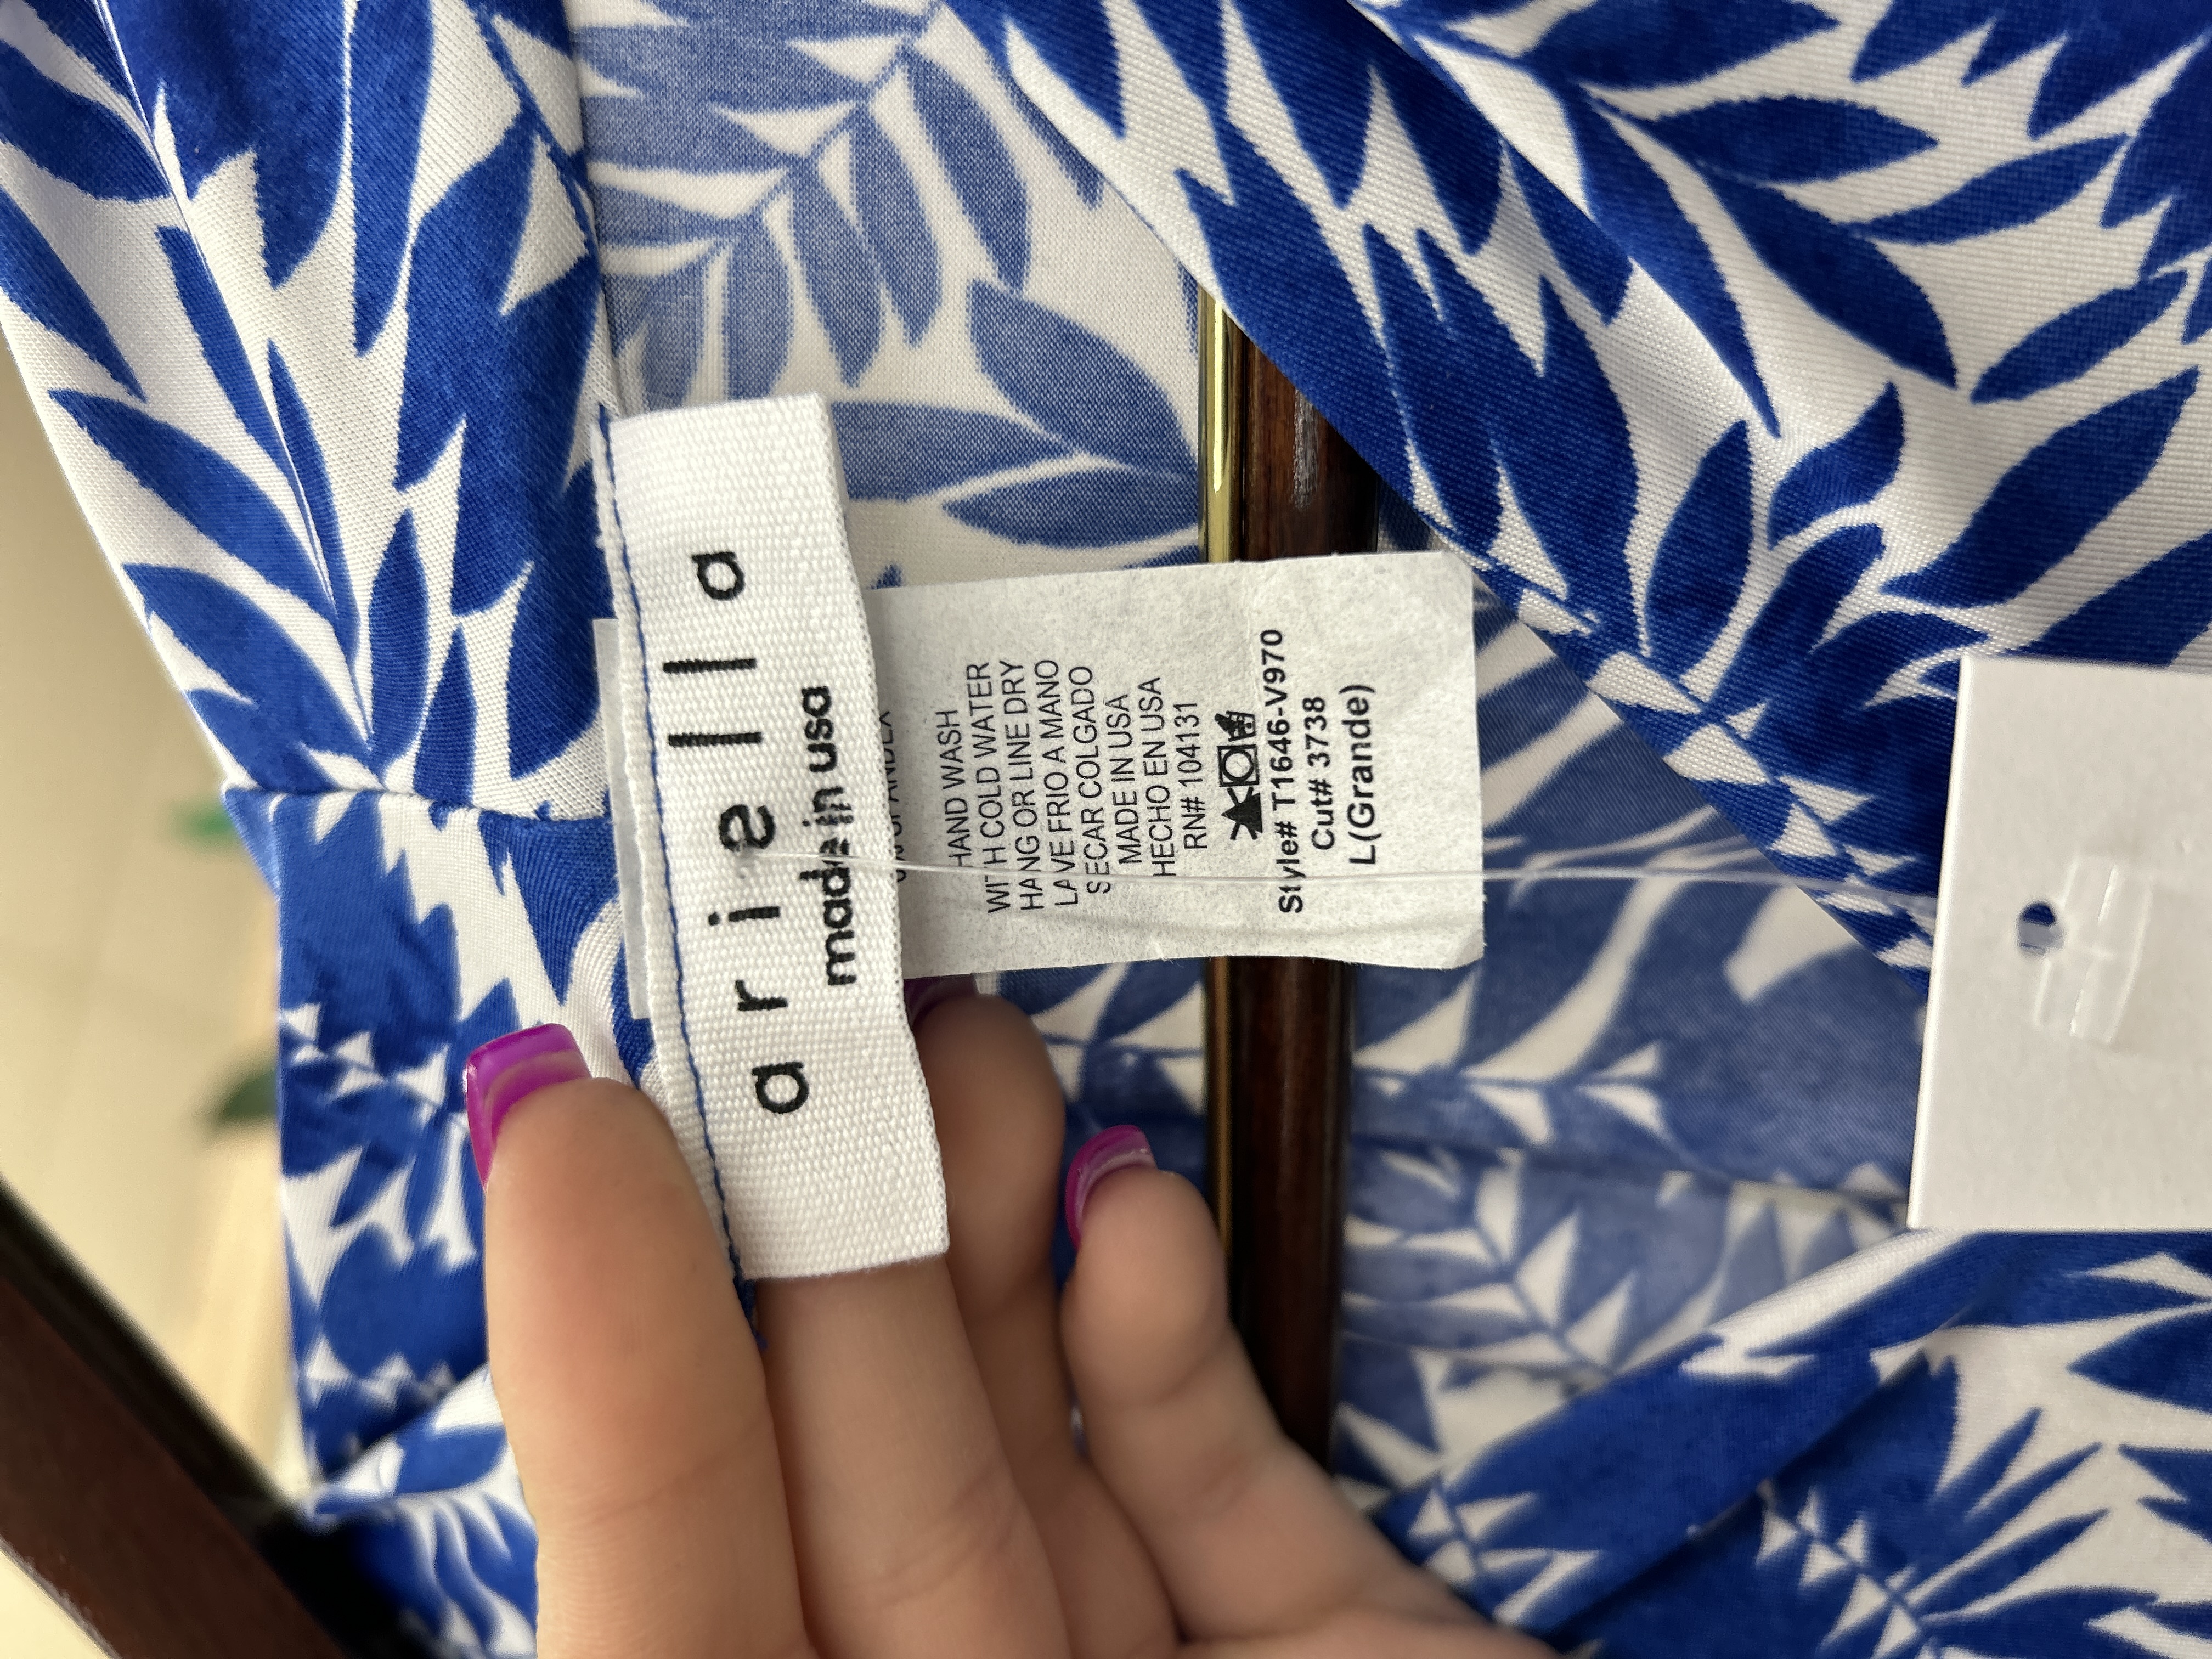 ariella
made in usa
SPANDEX
HAND WASH
WITH COLD WATER
HANG OR LINE DRY
LAVE FRIO A MANO
SECAR COLGADO
MADE IN USA
HECHO EN USA
RN# 104131
Style# T1646-V970
Cut# 3738
L(Grande)